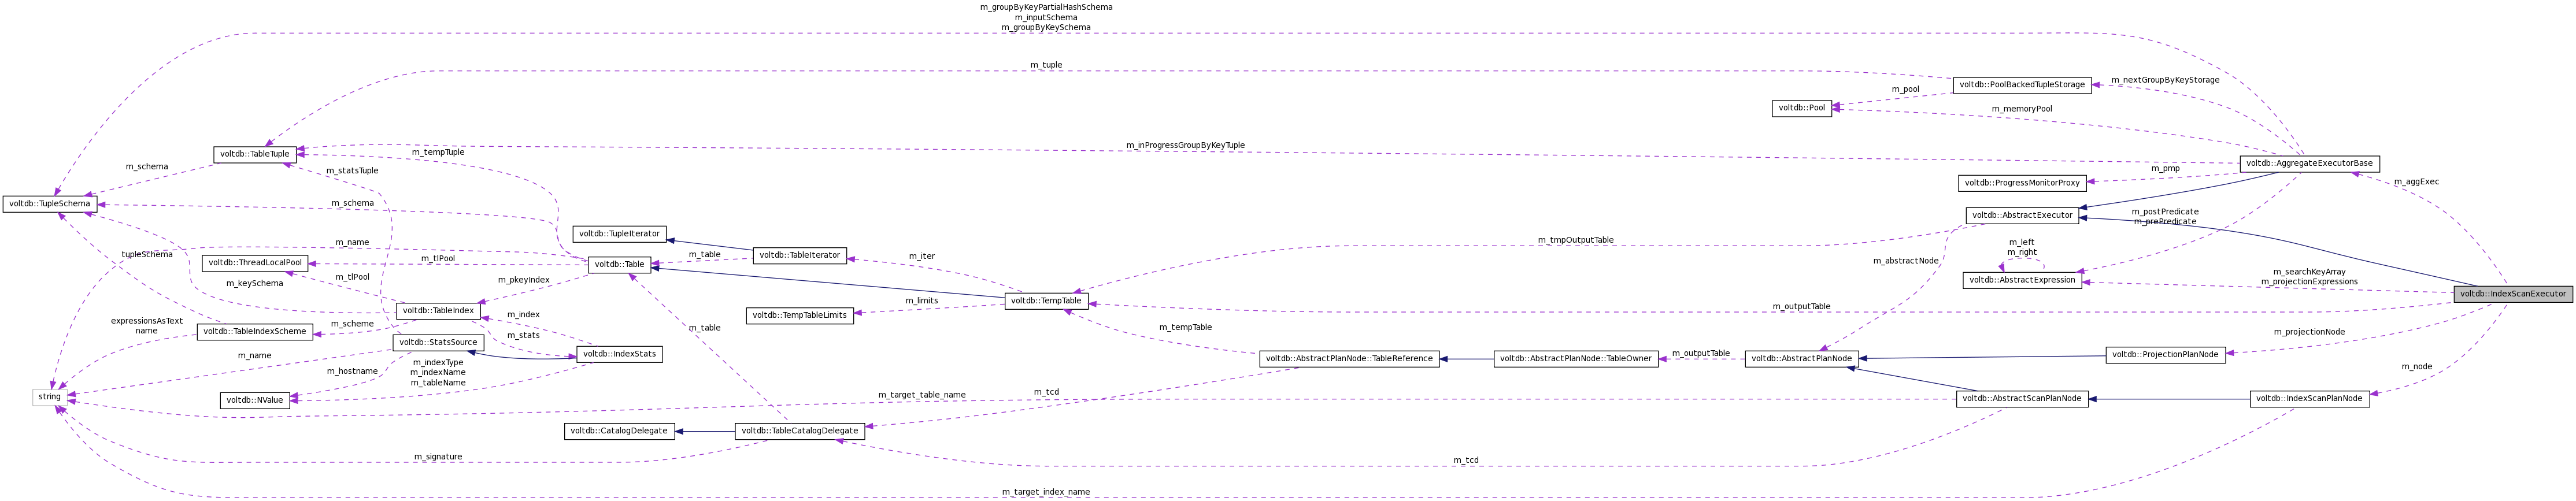 m_groupByKeyPartialHashSchema
m_inputSchema
m_groupByKeySchema
m_tuple
voltdb::PoolBackedTupleStorage
m_nextGroupByKeyStorage
m_pool
voltdb::Pool
m_memoryPool
m_inProgressGroupByKeyTuple
voltdb::TableTuple
m_tempTuple
voltdb::AggregateExecutorBase
m_schema
m_statsTuple
m_pmp
voltdb::ProgressMonitorProxy
m_aggExec
voltdb::TupleSchema
m_schema
voltdb::AbstractExecutor
m_postPredicate
m_prePredicate
voltdb::TupleIterator
m_name
m_tmpOutputTable
m_left
m_right
tupleSchema
voltdb::ThreadLocalPool
m_tlPool
voltdb::Table
m_table
voltdb::TableIterator
m_iter
m_abstractNode
m_tlPool
m_keySchema
m_pkeyIndex
voltdb::AbstractExpression
m_searchKeyArray
m_projectionExpressions
voltdb::IndexScanExecutor
voltdb::TempTable
m_limits
voltdb::TempTableLimits
m_outputTable
voltdb::TableIndex
m_index
expressionsAsText
name
voltdb::TableIndexScheme
m_scheme
m_stats
m_table
m_tempTable
m_projectionNode
voltdb::StatsSource
voltdb::IndexStats
m_name
m_hostname
m_indexType
m_indexName
m_tableName
voltdb::AbstractPlanNode::TableReference
voltdb::AbstractPlanNode::TableOwner
m_outputTable
voltdb::AbstractPlanNode
voltdb::ProjectionPlanNode
m_node
string
voltdb::NValue
m_target_table_name
m_tcd
voltdb::AbstractScanPlanNode
voltdb::IndexScanPlanNode
voltdb::CatalogDelegate
voltdb::TableCatalogDelegate
m_signature
m_tcd
m_target_index_name